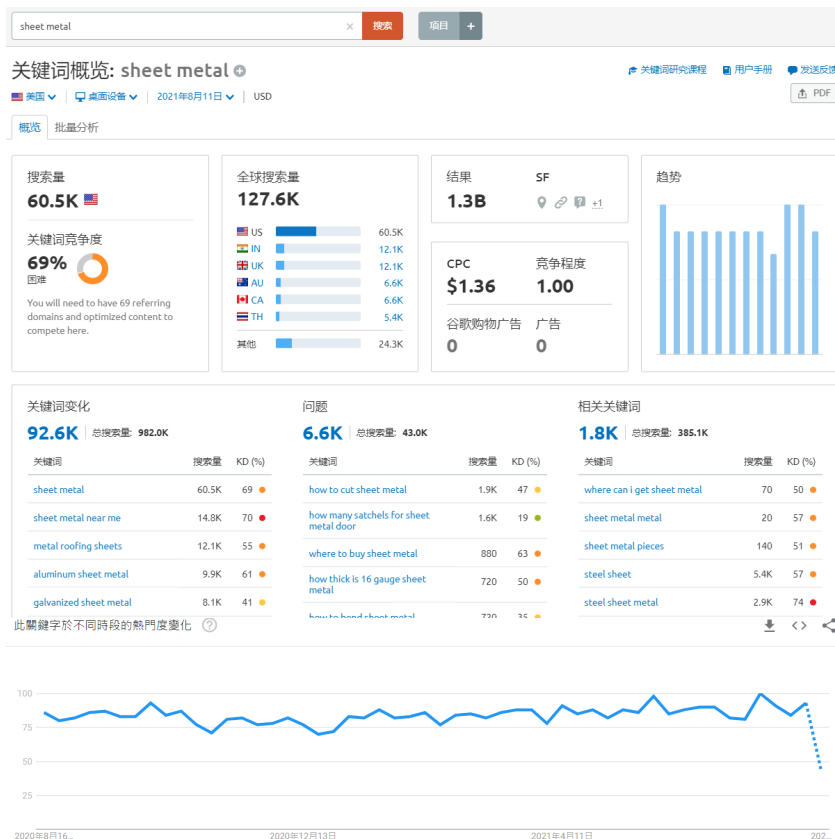 sheet metal × 搜索 项目 +
关键词概览: sheet metal
关键词研究课程 用户手册 发送反馈
美国 桌面设备 2021年8月11日 USD
PDF
概览 批量分析
搜索量
60.5K
关键词竞争度
69%
困难
You will need to have 69 referring
domains and optimized content to
compete here.
全球搜索量
127.6K
US 60.5K
IN 12.1K
UK 12.1K
AU 6.6K
CA 6.6K
TH 5.4K
其他 24.3K
结果 SF
1.3B +1
CPC 竞争程度
$1.36 1.00
谷歌购物广告 广告
0 0
趋势
关键词变化
92.6K 总搜索量: 982.0K
关键词 搜索量 KD (%)
sheet metal 60.5K 69
sheet metal near me 14.8K 70
metal roofing sheets 12.1K 55
aluminum sheet metal 9.9K 61
galvanized sheet metal 8.1K 41
问题
6.6K 总搜索量: 43.0K
关键词 搜索量 KD (%)
how to cut sheet metal 1.9K 47
how many satchels for sheet
metal door 1.6K 19
where to buy sheet metal 880 63
how thick is 16 gauge sheet
metal 720 50
how to bend sheet metal 720 35
相关关键词
1.8K 总搜索量: 385.1K
关键词 搜索量 KD (%)
where can i get sheet metal 70 50
sheet metal metal 20 57
sheet metal pieces 140 51
steel sheet 5.4K 57
steel sheet metal 2.9K 74
此關鍵字於不同時段的熱門度變化 ?
100
75
50
25
2020年8月16... 2020年12月13日 2021年4月11日 202...